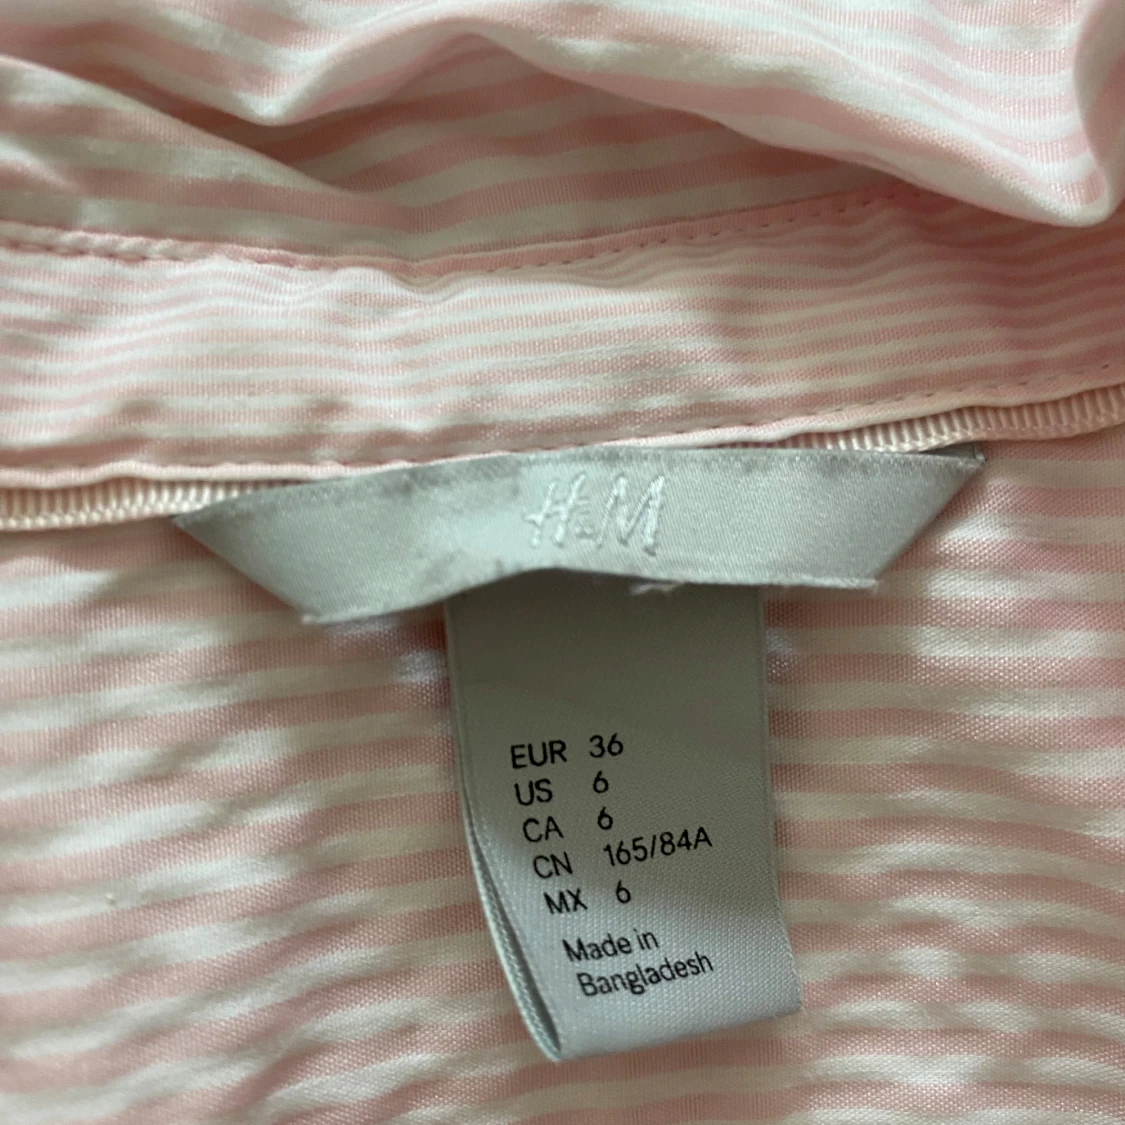 H&M
EUR 36
US 6
CA 6
CN 165/84A
MX 6
Made in
Bangladesh